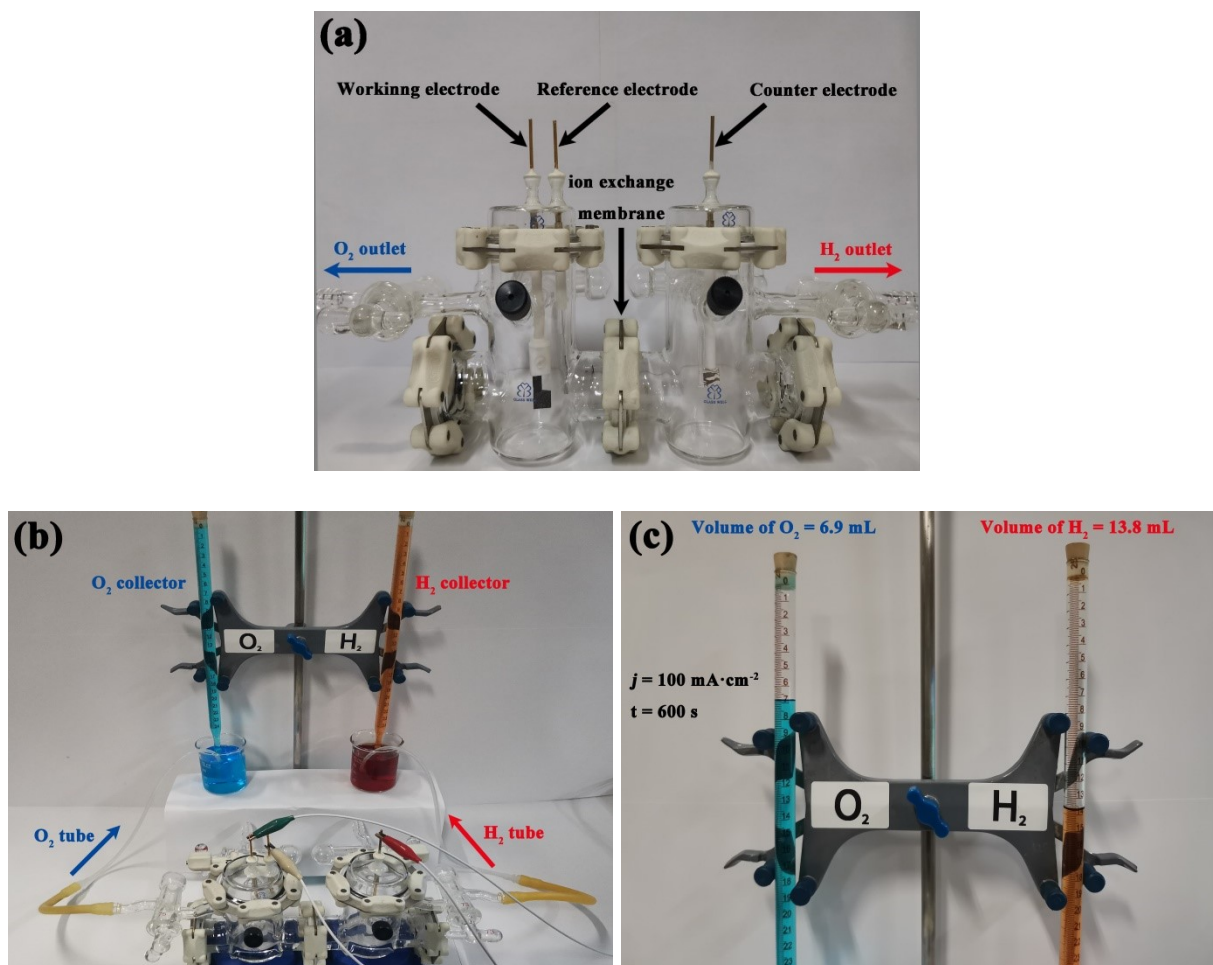 (a)
Workinng electrode
Reference electrode
Counter electrode
ion exchange
membrane
O₂ outlet
H₂ outlet
(b)
O₂ collector
H₂ collector
O₂
H₂
O₂ tube
H₂ tube
(c)
Volume of O₂ = 6.9 mL
Volume of H₂ = 13.8 mL
j = 100 mA·cm⁻²
t = 600 s
O₂
H₂